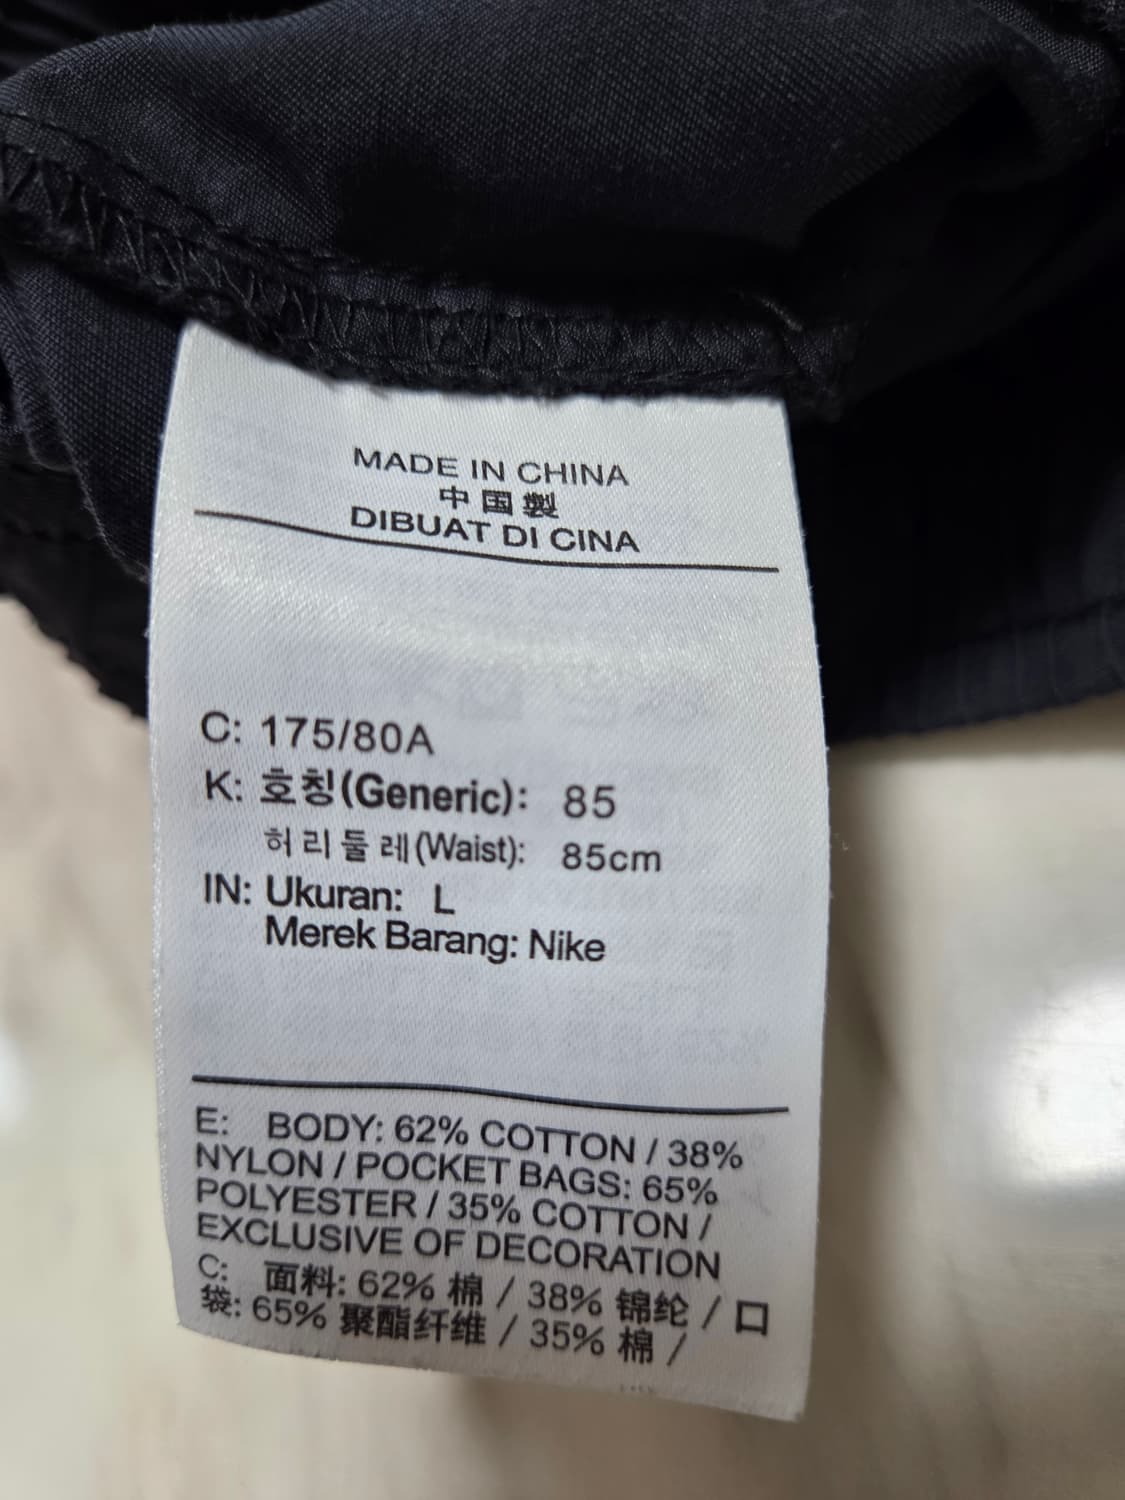 MADE IN CHINA
中国製
DIBUAT DI CINA
C: 175/80A
K: 호칭(Generic): 85
허리둘레(Waist): 85cm
IN: Ukuran: L
Merek Barang: Nike
E: BODY: 62% COTTON / 38%
NYLON / POCKET BAGS: 65%
POLYESTER / 35% COTTON /
EXCLUSIVE OF DECORATION
C: 面料: 62% 棉 / 38% 锦纶 / 口
袋: 65% 聚酯纤维 / 35% 棉 /